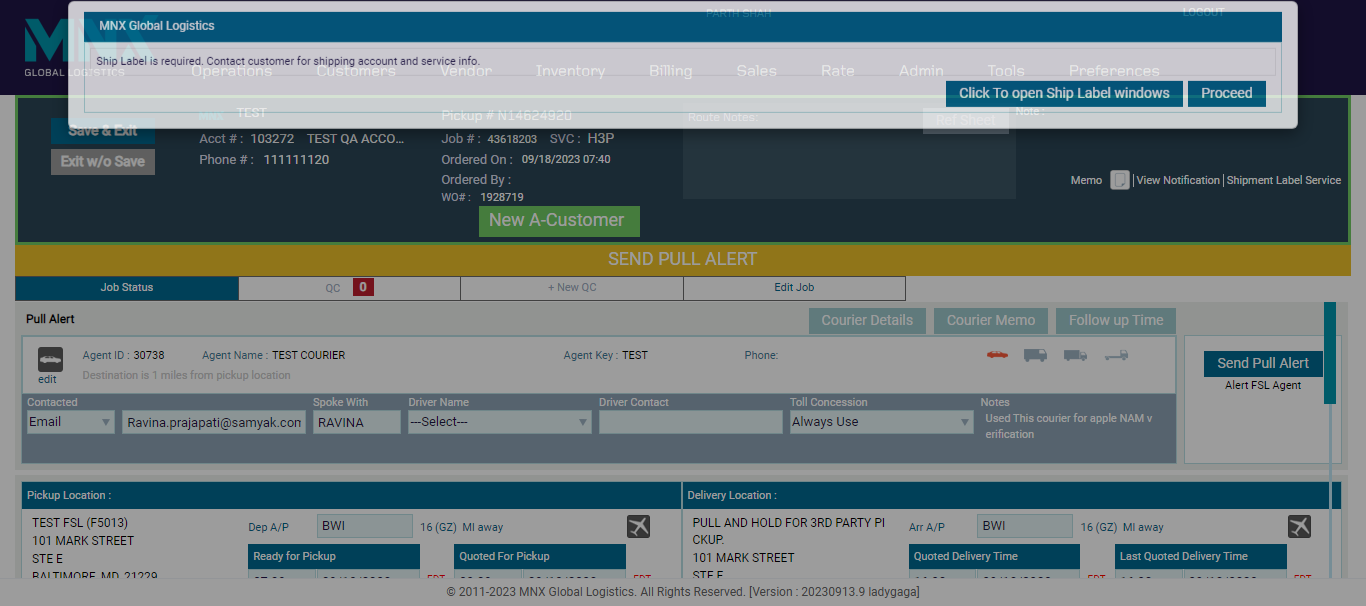 PARTH SHAH LOGOUT
MNX Global Logistics
MNX
GLOBAL LOGISTICS
Ship Label is required. Contact customer for shipping account and service info.
Operations Customers Vendor Inventory Billing Sales Rate Admin Tools Preferences
Click To open Ship Label windows Proceed
MNX TEST Pickup # N14624920 Route Notes: Ref Sheet Note :
Save & Exit
Acct # : 103272 TEST QA ACCO... Job # : 43618203 SVC : H3P
Exit w/o Save Phone # : 111111120 Ordered On : 09/18/2023 07:40
Ordered By :
Memo View Notification | Shipment Label Service
WO# : 1928719
New A-Customer
SEND PULL ALERT
Job Status QC 0 + New QC Edit Job
Pull Alert Courier Details Courier Memo Follow up Time
Agent ID : 30738 Agent Name : TEST COURIER Agent Key : TEST Phone:
Send Pull Alert
edit Destination is 1 miles from pickup location
Alert FSL Agent
Contacted Spoke With Driver Name Driver Contact Toll Concession Notes
Email Ravina.prajapati@samyak.con RAVINA ---Select--- Always Use Used This courier for apple NAM v
erification
Pickup Location : Delivery Location :
TEST FSL (F5013) Dep A/P BWI 16 (GZ) MI away PULL AND HOLD FOR 3RD PARTY PI Arr A/P BWI 16 (GZ) MI away
101 MARK STREET CKUP.
STE E Ready for Pickup Quoted For Pickup 101 MARK STREET Quoted Delivery Time Last Quoted Delivery Time
BALTIMORE, MD, 21229 STE E
© 2011-2023 MNX Global Logistics. All Rights Reserved. [Version : 20230913.9 ladygaga]